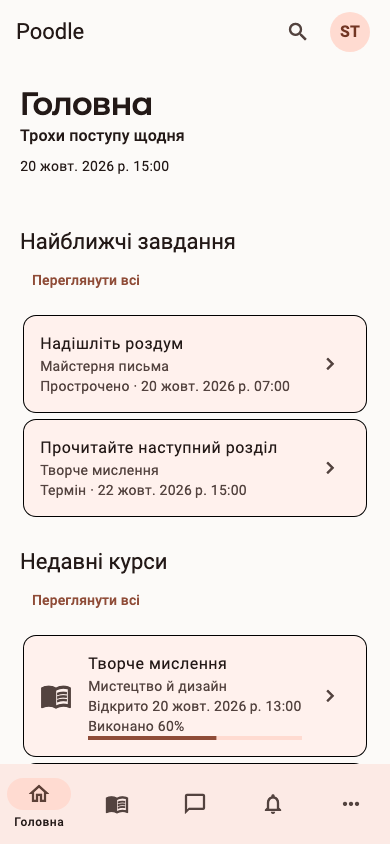 Poodle
ST
Головна
Трохи поступу щодня
20 жовт. 2026 р. 15:00
Найближчі завдання
Переглянути всі
Надішліть роздум
Майстерня письма
Прострочено · 20 жовт. 2026 р. 07:00
Прочитайте наступний розділ
Творче мислення
Термін · 22 жовт. 2026 р. 15:00
Недавні курси
Переглянути всі
Творче мислення
Мистецтво й дизайн
Відкрито 20 жовт. 2026 р. 13:00
Виконано 60%
Головна